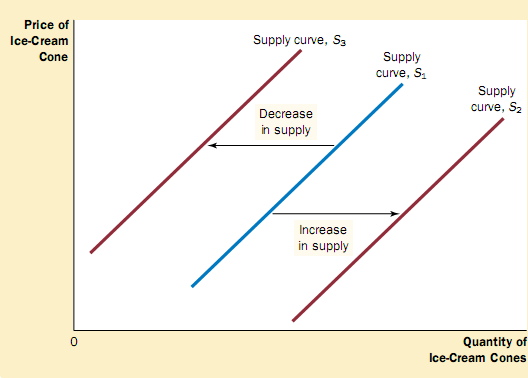 Price of
Ice-Cream
Cone
Supply curve, S3
Supply
curve, S1
Supply
curve, S2
Decrease
in supply
Increase
in supply
0
Quantity of
Ice-Cream Cones